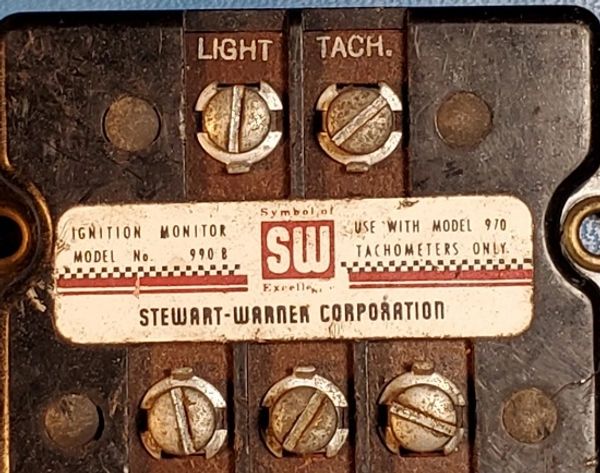 LIGHT TACH.
Symbol of
IGNITION MONITOR
MODEL No. 990 B
SW
USE WITH MODEL 970
TACHOMETERS ONLY.
STEWART-WARNER CORPORATION